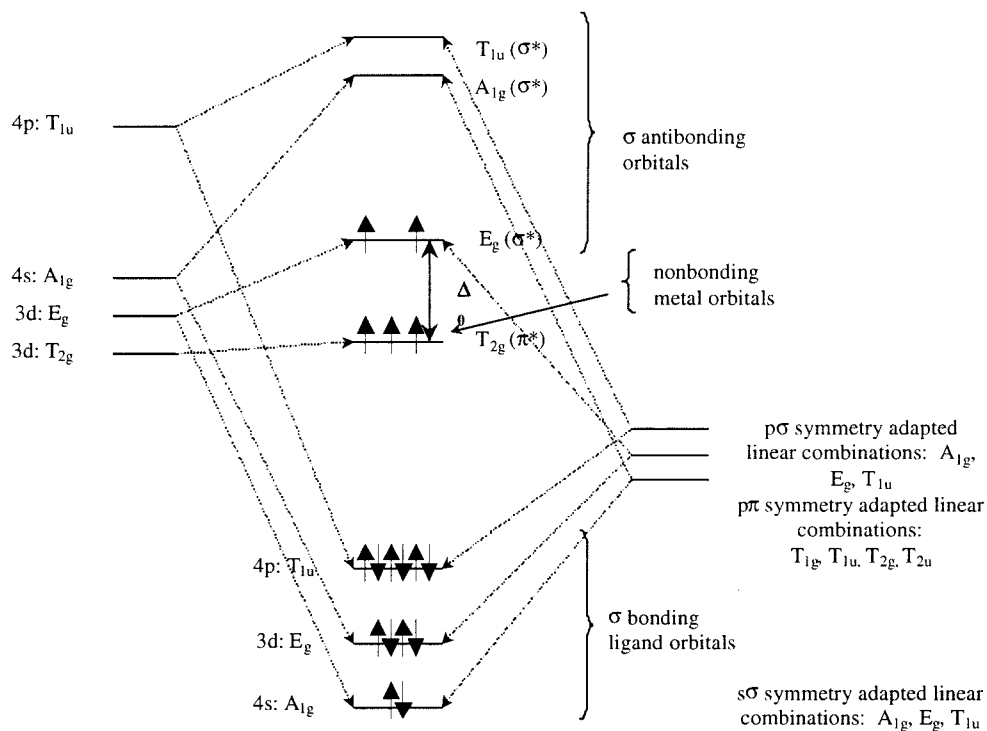 T1u (σ*)
A1g (σ*)
4p: T1u
σ antibonding
orbitals
Eg (σ*)
nonbonding
metal orbitals
4s: A1g
3d: Eg
Δ
0
3d: T2g
T2g (π*)
pσ symmetry adapted
linear combinations: A1g,
Eg, T1u
pπ symmetry adapted linear
combinations:
T1g, T1u, T2g, T2u
4p: T1u
σ bonding
ligand orbitals
3d: Eg
4s: A1g
sσ symmetry adapted linear
combinations: A1g, Eg, T1u